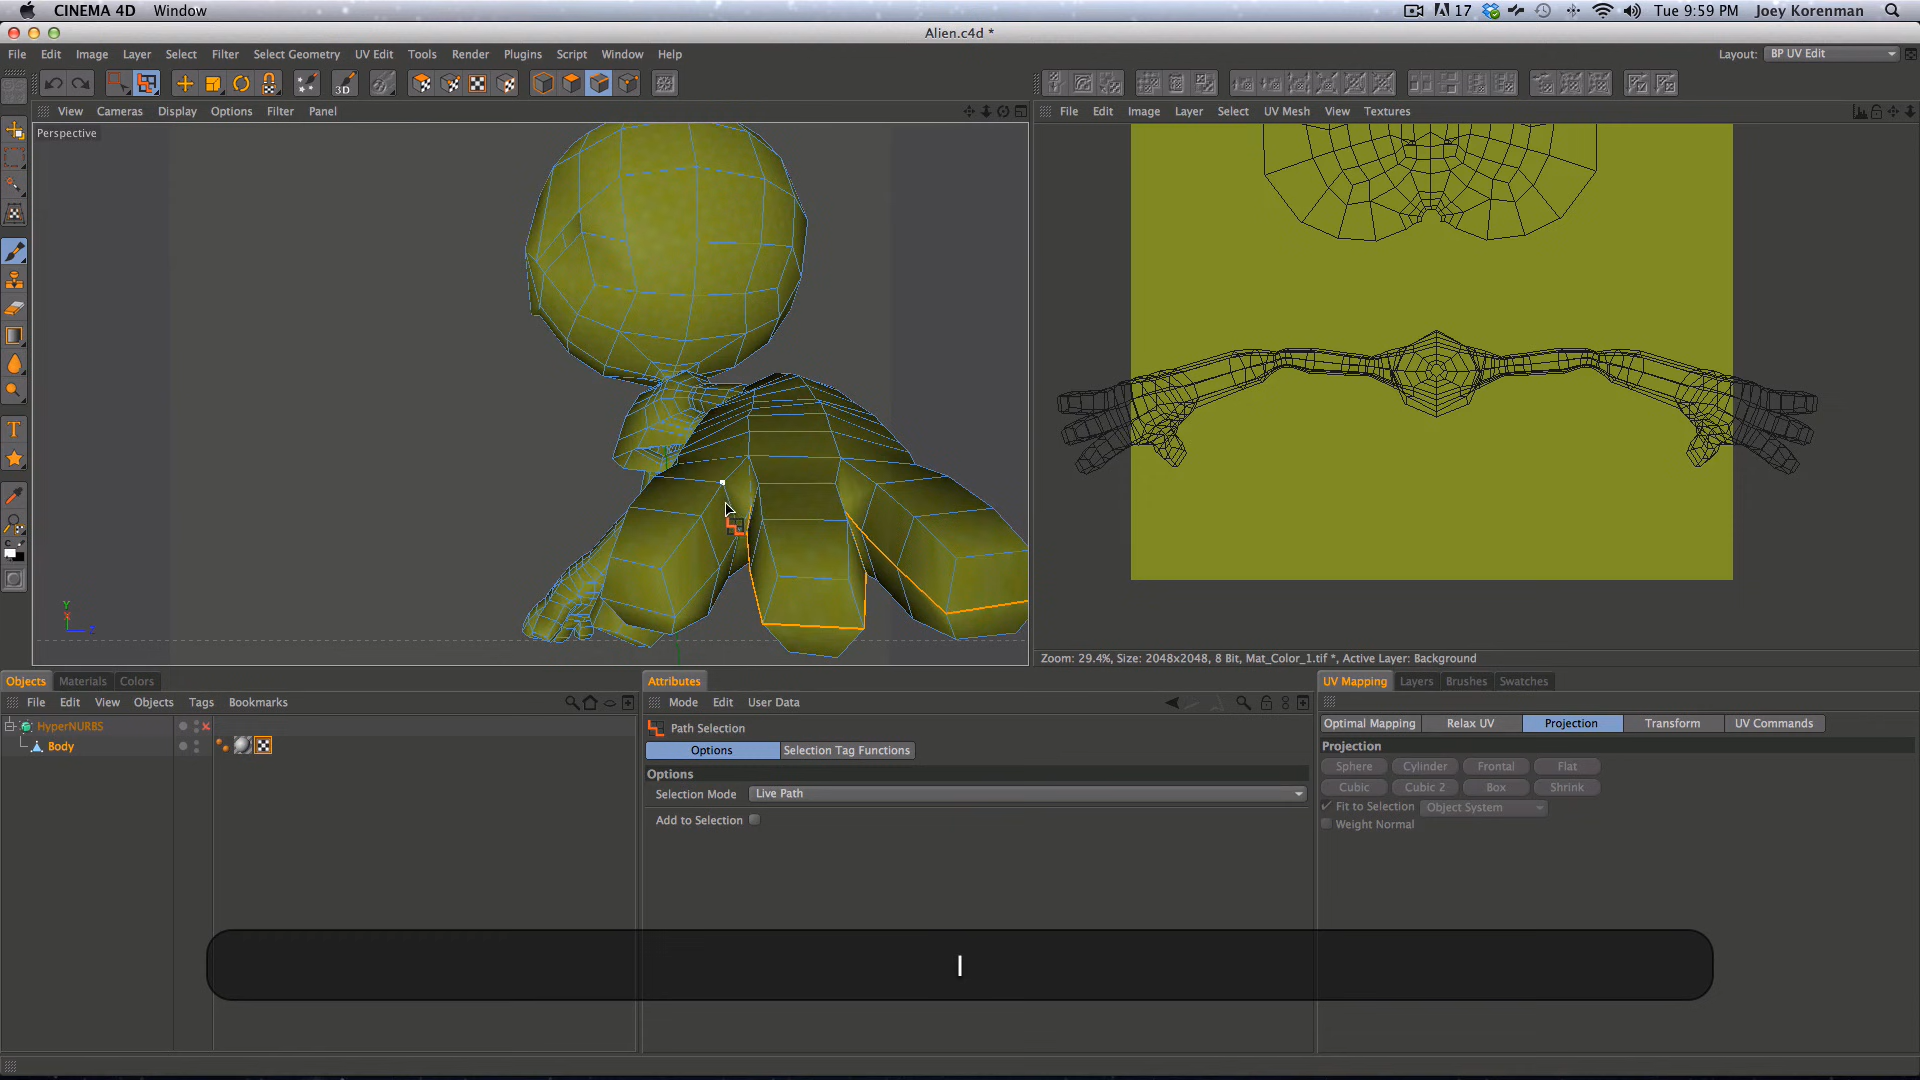 CINEMA 4D Window 17 Tue 9:59 PM Joey Korenman
Alien.c4d *
File Edit Image Layer Select Filter Select Geometry UV Edit Tools Render Plugins Script Window Help Layout: BP UV Edit
3D
View Cameras Display Options Filter Panel File Edit Image Layer Select UV Mesh View Textures
Perspective
Y
Zoom: 29.4%, Size: 2048x2048, 8 Bit, Mat_Color_1.tif *, Active Layer: Background
Objects Materials Colors Attributes UV Mapping Layers Brushes Swatches
File Edit View Objects Tags Bookmarks Mode Edit User Data
HyperNURBS Path Selection Optimal Mapping Relax UV Projection Transform UV Commands
Body Options Selection Tag Functions Projection
Options Sphere Cylinder Frontal Flat
Selection Mode Live Path Cubic Cubic 2 Box Shrink
Add to Selection Fit to Selection Object System
Weight Normal